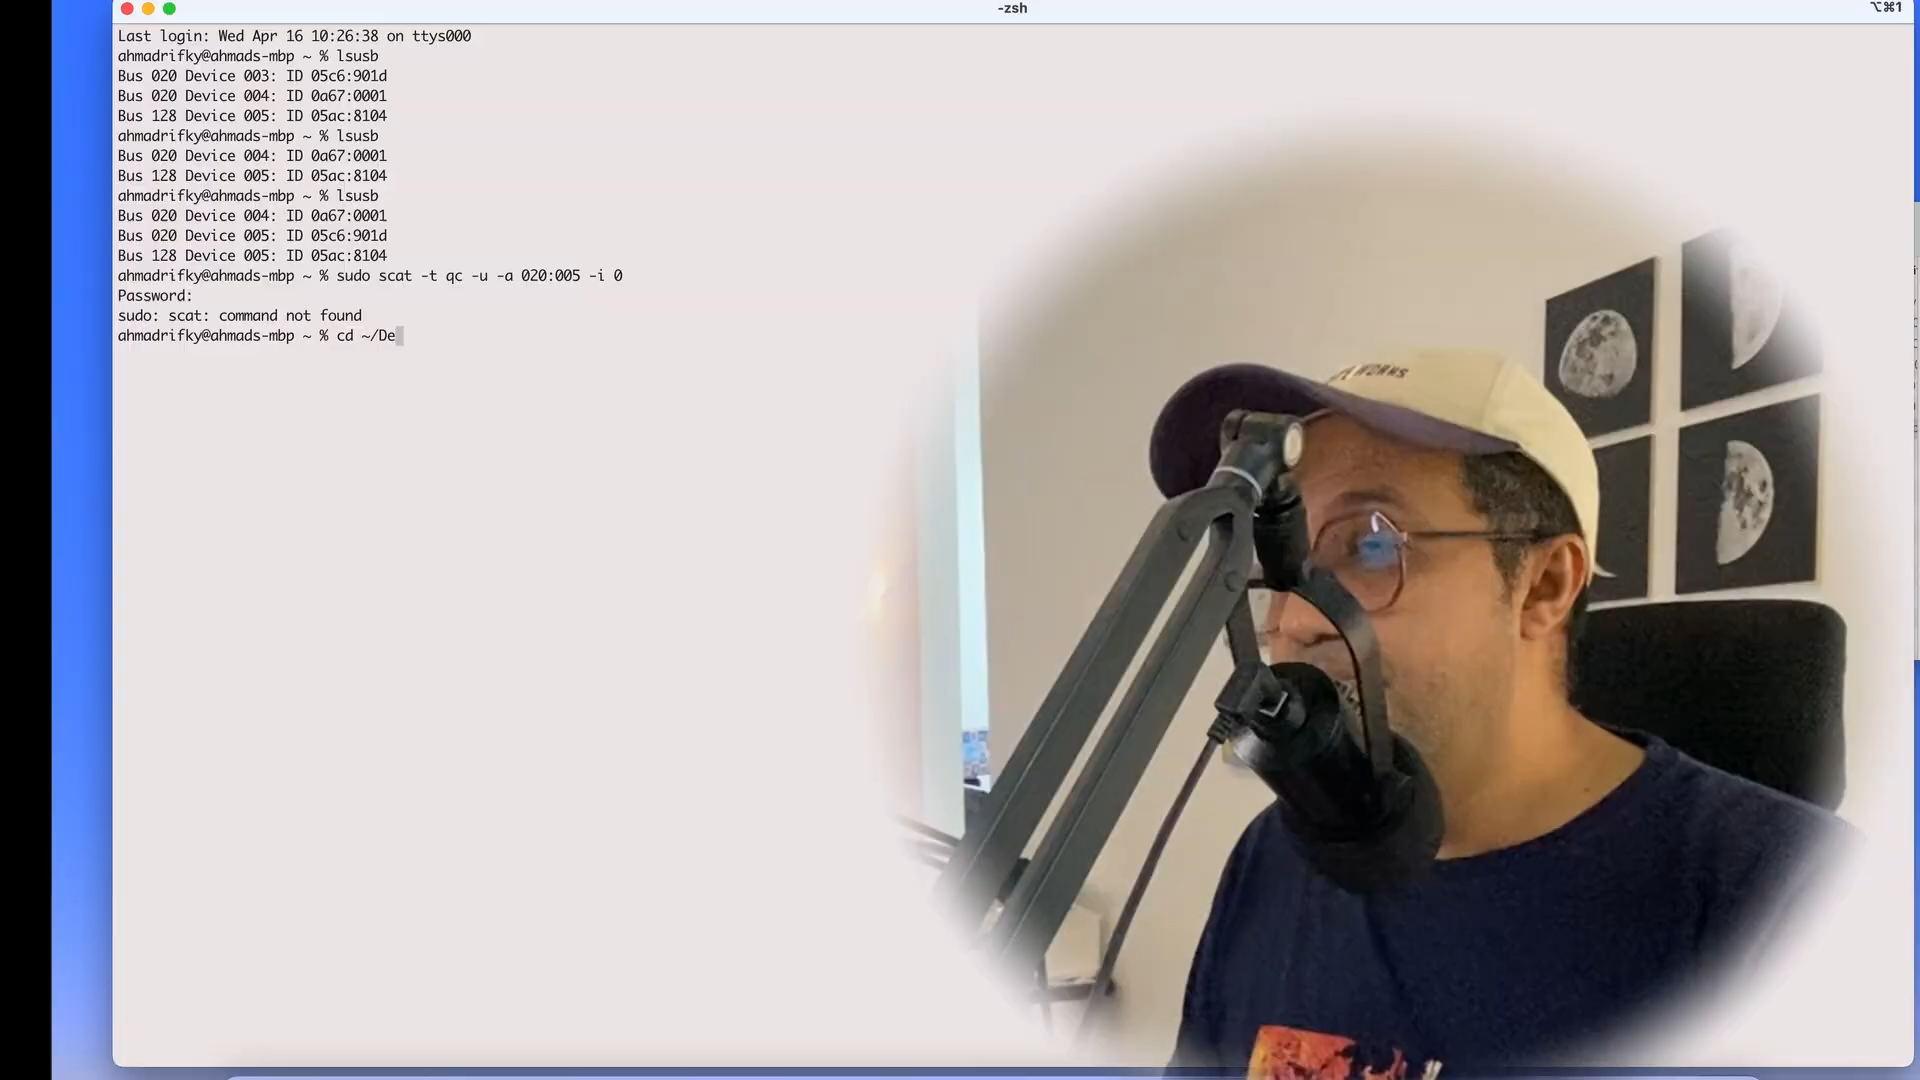 -zsh
⌥⌘1
Last login: Wed Apr 16 10:26:38 on ttys000
ahmadrifky@ahmads-mbp ~ % lsusb
Bus 020 Device 003: ID 05c6:901d
Bus 020 Device 004: ID 0a67:0001
Bus 128 Device 005: ID 05ac:8104
ahmadrifky@ahmads-mbp ~ % lsusb
Bus 020 Device 004: ID 0a67:0001
Bus 128 Device 005: ID 05ac:8104
ahmadrifky@ahmads-mbp ~ % lsusb
Bus 020 Device 004: ID 0a67:0001
Bus 020 Device 005: ID 05c6:901d
Bus 128 Device 005: ID 05ac:8104
ahmadrifky@ahmads-mbp ~ % sudo scat -t qc -u -a 020:005 -i 0
Password:
sudo: scat: command not found
ahmadrifky@ahmads-mbp ~ % cd ~/De